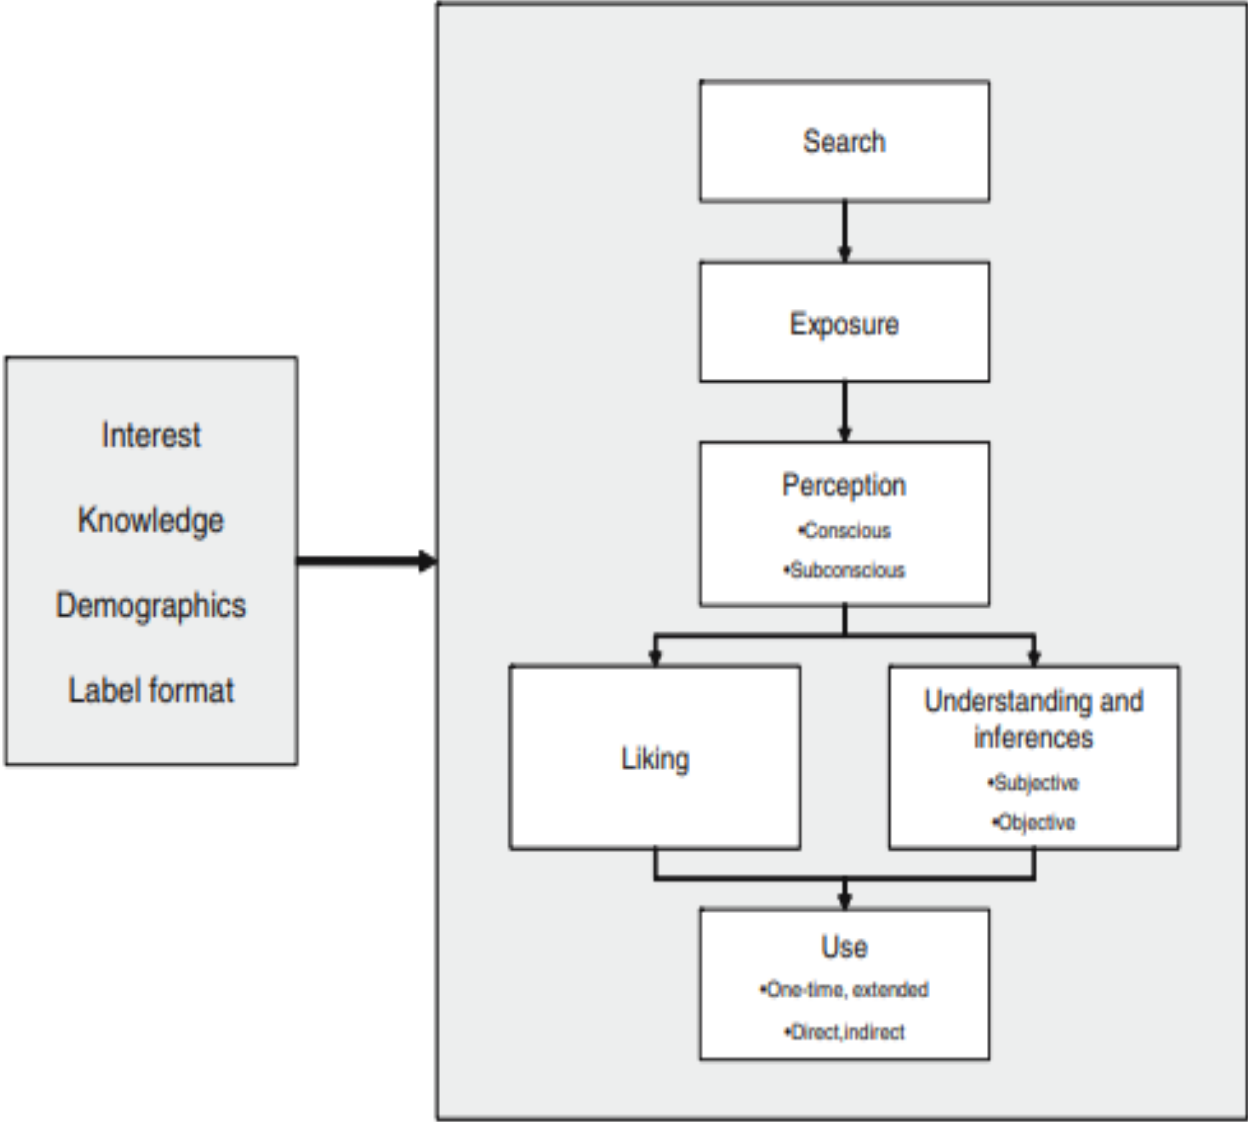 Interest
Knowledge
Demographics
Label format
Search
Exposure
Perception
•Conscious
•Subconscious
Liking
Understanding and
inferences
•Subjective
•Objective
Use
•One-time, extended
•Direct,indirect